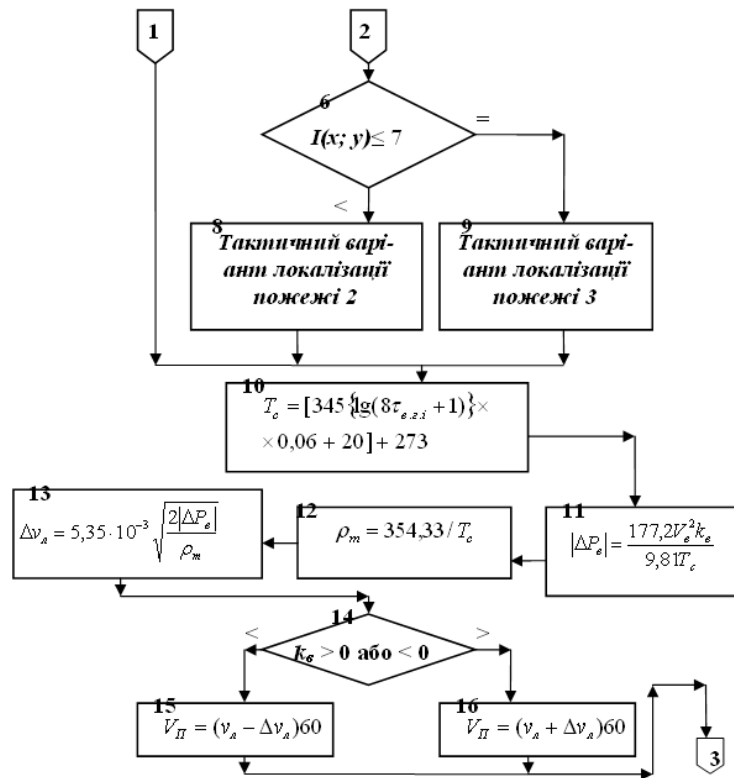 1
2
6
I(x; y)≤ 7
=
<
8
Тактичний варі-
ант локалізації
пожежі 2
9
Тактичний варі-
ант локалізації
пожежі 3
10
T_c = [345{lg(8τ_{в.г.і} + 1)}×
×0,06 + 20] + 273
13
Δv_л = 5,35·10^{-3} √(2|ΔP_в|/ρ_m)
12
ρ_m = 354,33/T_c
11
|ΔP_в| = 177,2V_в^2 k_в / 9,81T_c
14
<
k_в > 0 або < 0
>
15
V_П = (v_л − Δv_л)60
16
V_П = (v_л + Δv_л)60
3